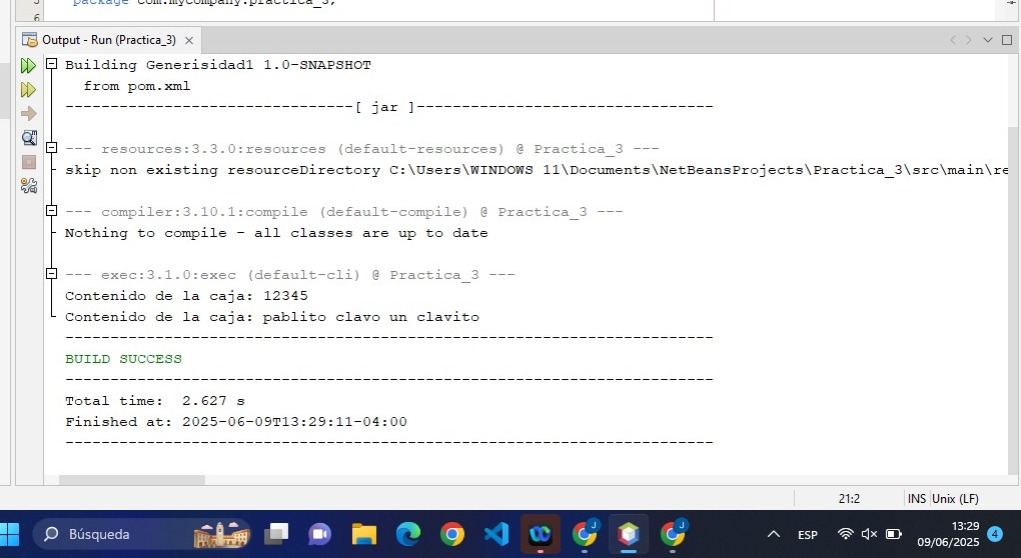 5 package com.mycompany.practica_3;
6
Output - Run (Practica_3) ×
Building Generisidad1 1.0-SNAPSHOT
from pom.xml
--------------------------------[ jar ]---------------------------------
--- resources:3.3.0:resources (default-resources) @ Practica_3 ---
skip non existing resourceDirectory C:\Users\WINDOWS 11\Documents\NetBeansProjects\Practica_3\src\main\re
--- compiler:3.10.1:compile (default-compile) @ Practica_3 ---
Nothing to compile - all classes are up to date
--- exec:3.1.0:exec (default-cli) @ Practica_3 ---
Contenido de la caja: 12345
Contenido de la caja: pablito clavo un clavito
------------------------------------------------------------------------
BUILD SUCCESS
------------------------------------------------------------------------
Total time:  2.627 s
Finished at: 2025-06-09T13:29:11-04:00
------------------------------------------------------------------------
21:2 INS Unix (LF)
Búsqueda
J
J
ESP
13:29
09/06/2025
4